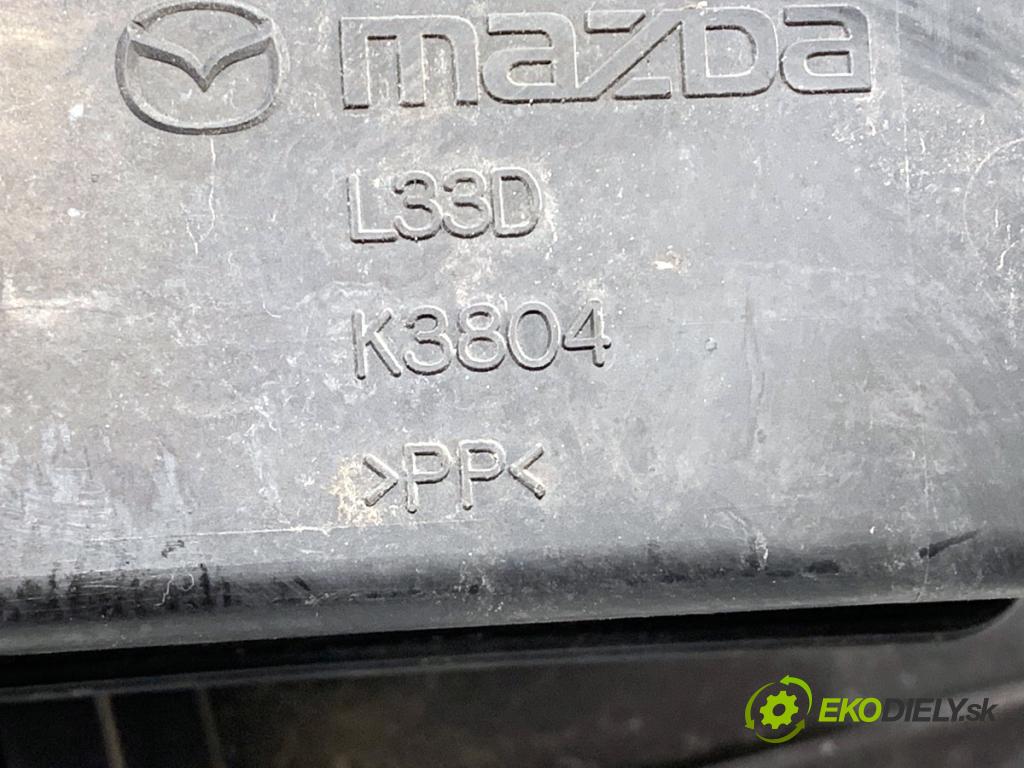 mazda
L33D
K3804
>PP<
EKODIELY.sk